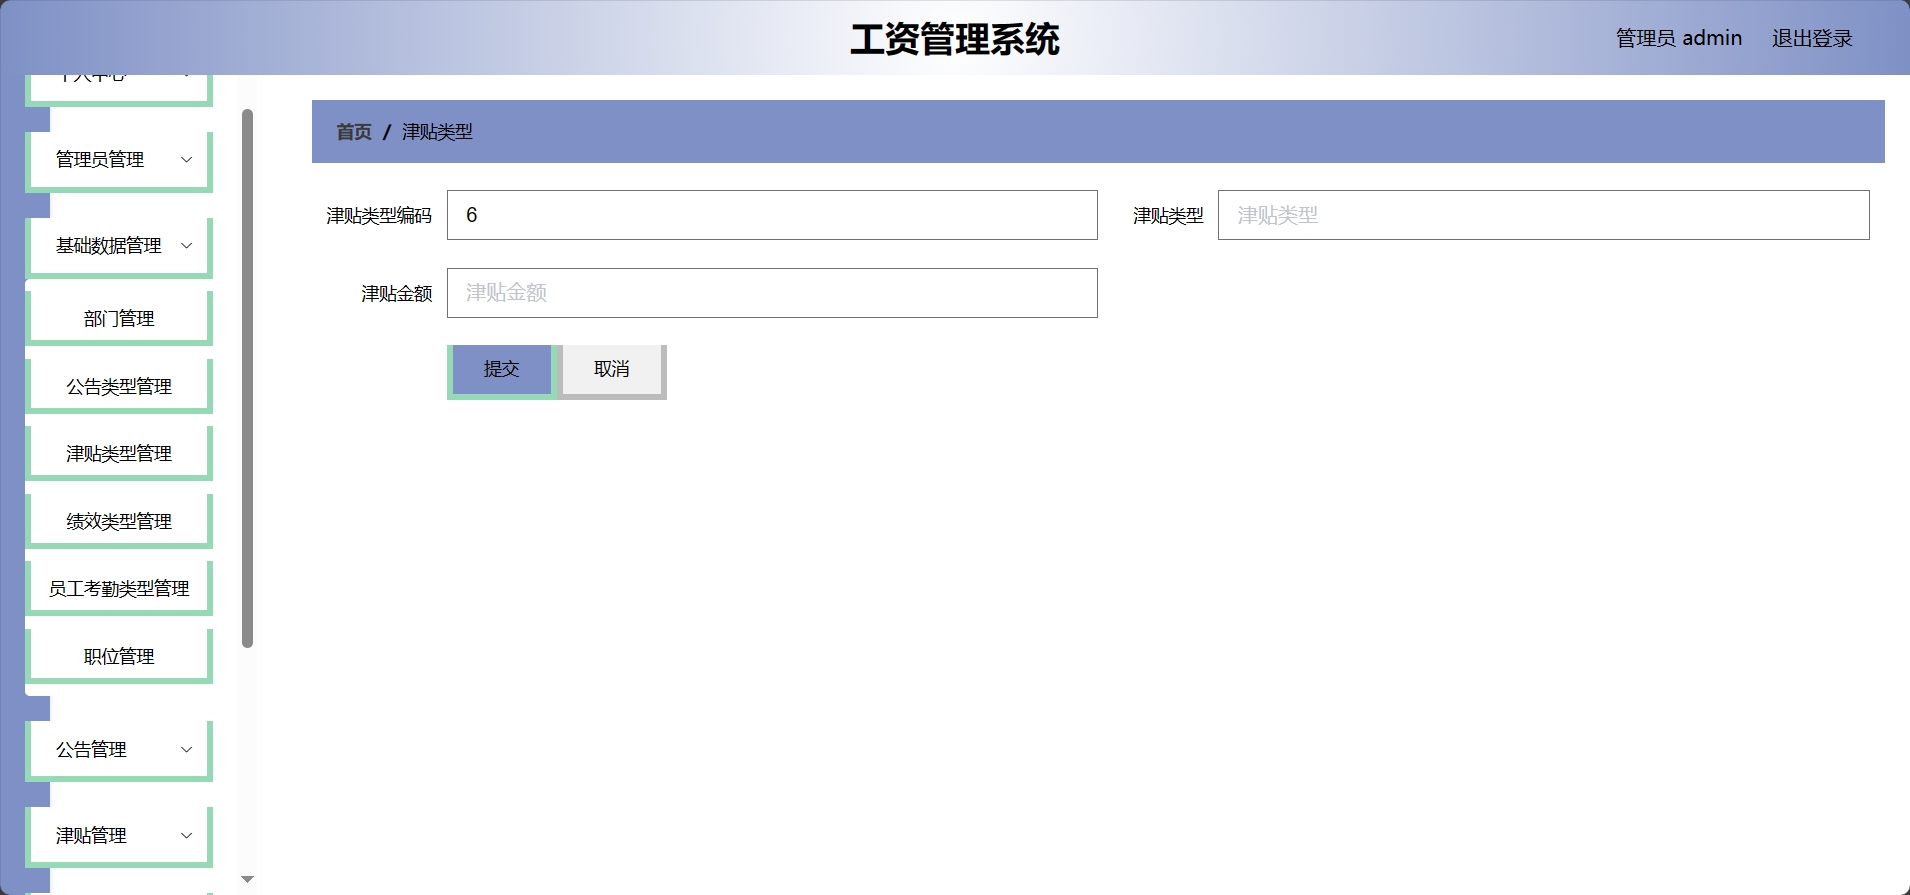 工资管理系统
管理员 admin 退出登录
个人中心
管理员管理
基础数据管理
部门管理
公告类型管理
津贴类型管理
绩效类型管理
员工考勤类型管理
职位管理
公告管理
津贴管理
首页 / 津贴类型
津贴类型编码 6
津贴类型 津贴类型
津贴金额 津贴金额
提交 取消